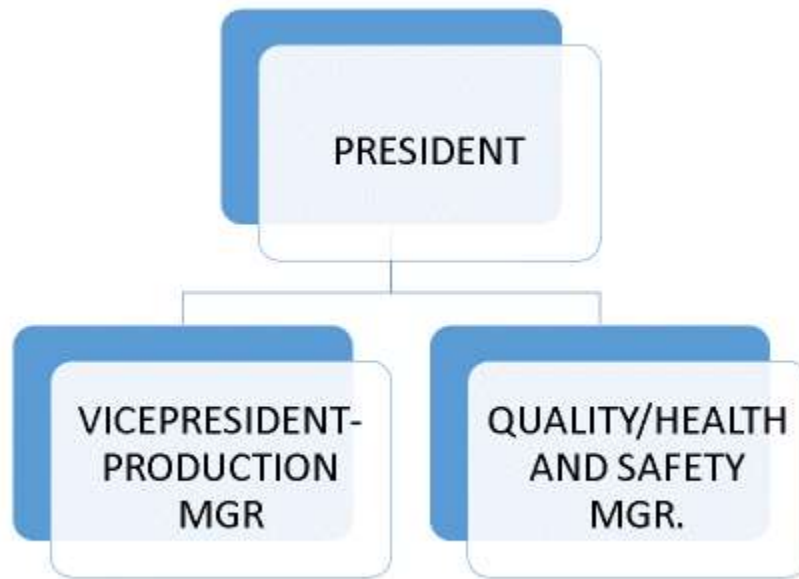 PRESIDENT
VICEPRESIDENT-
PRODUCTION
MGR
QUALITY/HEALTH
AND SAFETY
MGR.